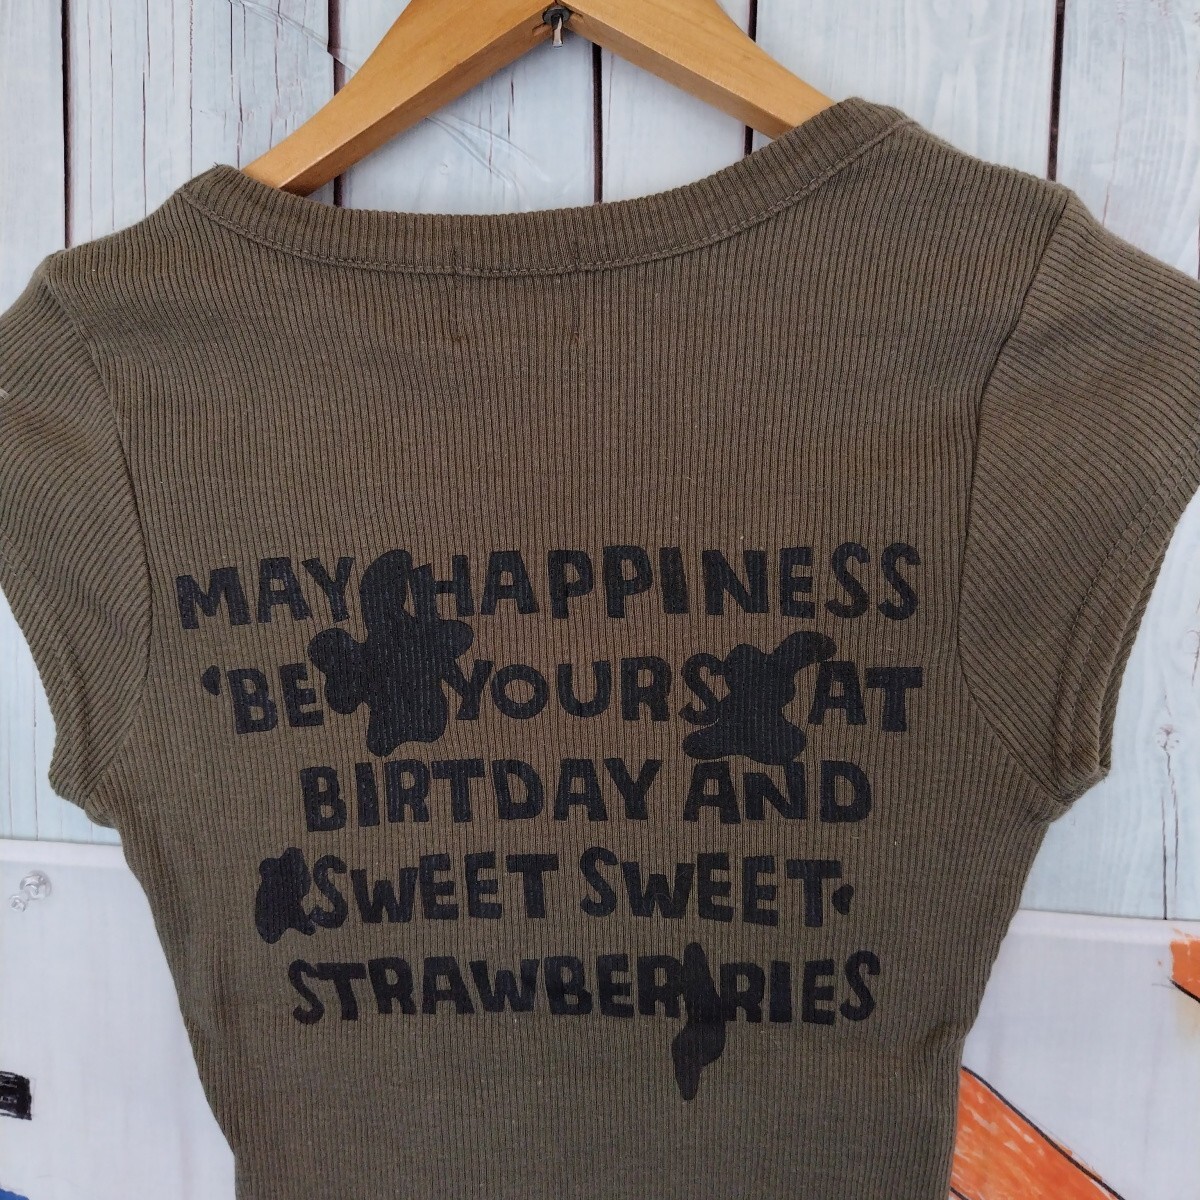 MAY HAPPINESS
BE YOURS AT
BIRTDAY AND
SWEET SWEET
STRAWBERRIES